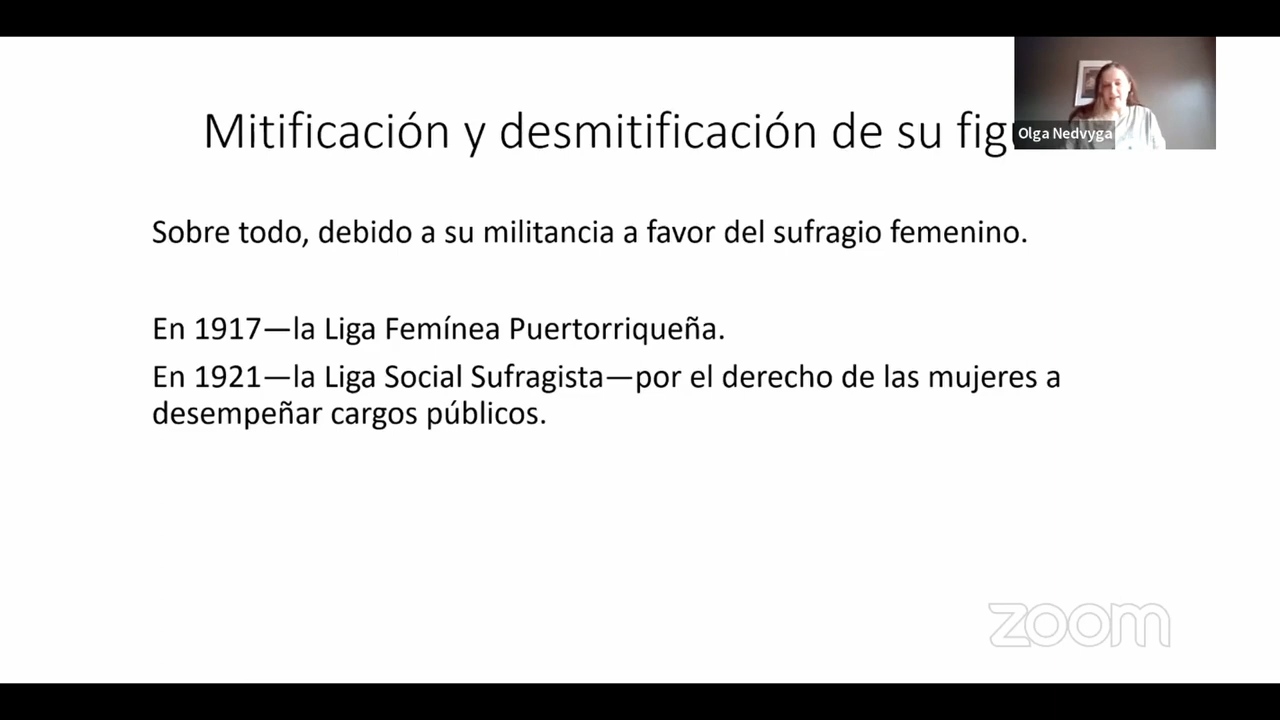 Mitificación y desmitificación de su fig
Olga Nedvyga
Sobre todo, debido a su militancia a favor del sufragio femenino.
En 1917—la Liga Femínea Puertorriqueña.
En 1921—la Liga Social Sufragista—por el derecho de las mujeres a
desempeñar cargos públicos.
zoom